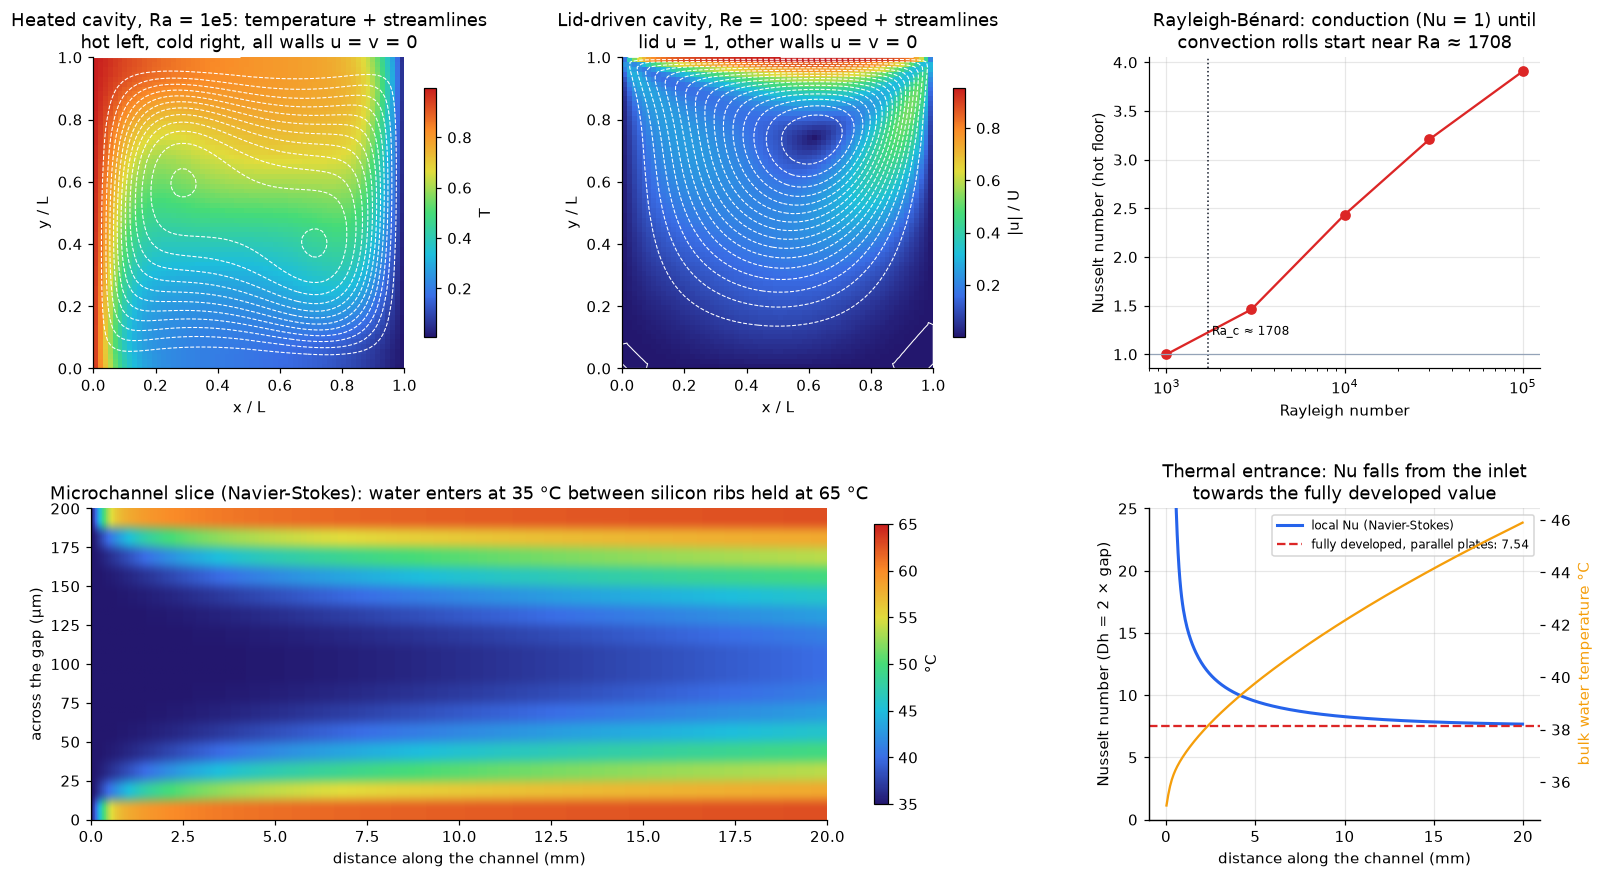 Heated cavity, Ra = 1e5: temperature + streamlines
hot left, cold right, all walls u = v = 0
1.0
0.8
0.6
0.4
0.2
0.0
y / L
0.0 0.2 0.4 0.6 0.8 1.0
x / L
0.8
0.6
0.4
0.2
T
Lid-driven cavity, Re = 100: speed + streamlines
lid u = 1, other walls u = v = 0
1.0
0.8
0.6
0.4
0.2
0.0
y / L
0.0 0.2 0.4 0.6 0.8 1.0
x / L
0.8
0.6
0.4
0.2
|u| / U
Rayleigh-Bénard: conduction (Nu = 1) until
convection rolls start near Ra ≈ 1708
4.0
3.5
3.0
2.5
2.0
1.5
1.0
Nusselt number (hot floor)
Ra_c ≈ 1708
10³ 10⁴ 10⁵
Rayleigh number
Microchannel slice (Navier-Stokes): water enters at 35 °C between silicon ribs held at 65 °C
200
175
150
125
100
75
50
25
0
across the gap (µm)
0.0 2.5 5.0 7.5 10.0 12.5 15.0 17.5 20.0
distance along the channel (mm)
65
60
55
50
45
40
35
°C
Thermal entrance: Nu falls from the inlet
towards the fully developed value
25
20
15
10
5
0
Nusselt number (Dh = 2 × gap)
local Nu (Navier-Stokes)
fully developed, parallel plates: 7.54
46
44
42
40
38
36
bulk water temperature °C
0 5 10 15 20
distance along the channel (mm)